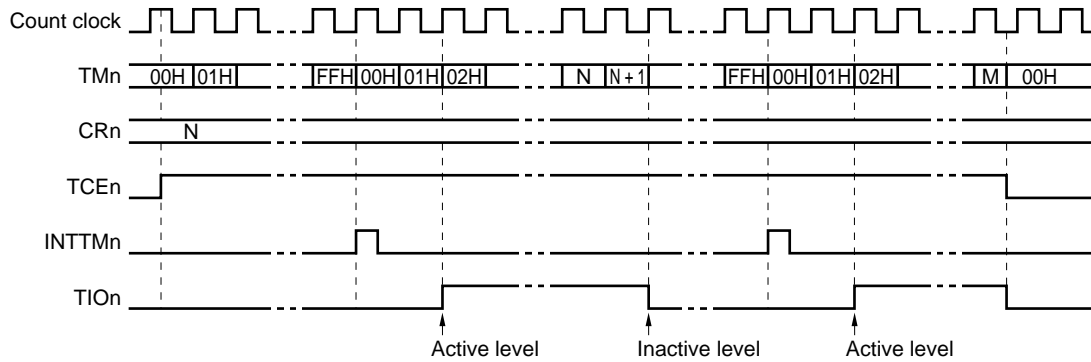 Count clock
TMn 00H 01H FFH 00H 01H 02H N N + 1 FFH 00H 01H 02H M 00H
CRn N
TCEn
INTTMn
TIOn
Active level Inactive level Active level